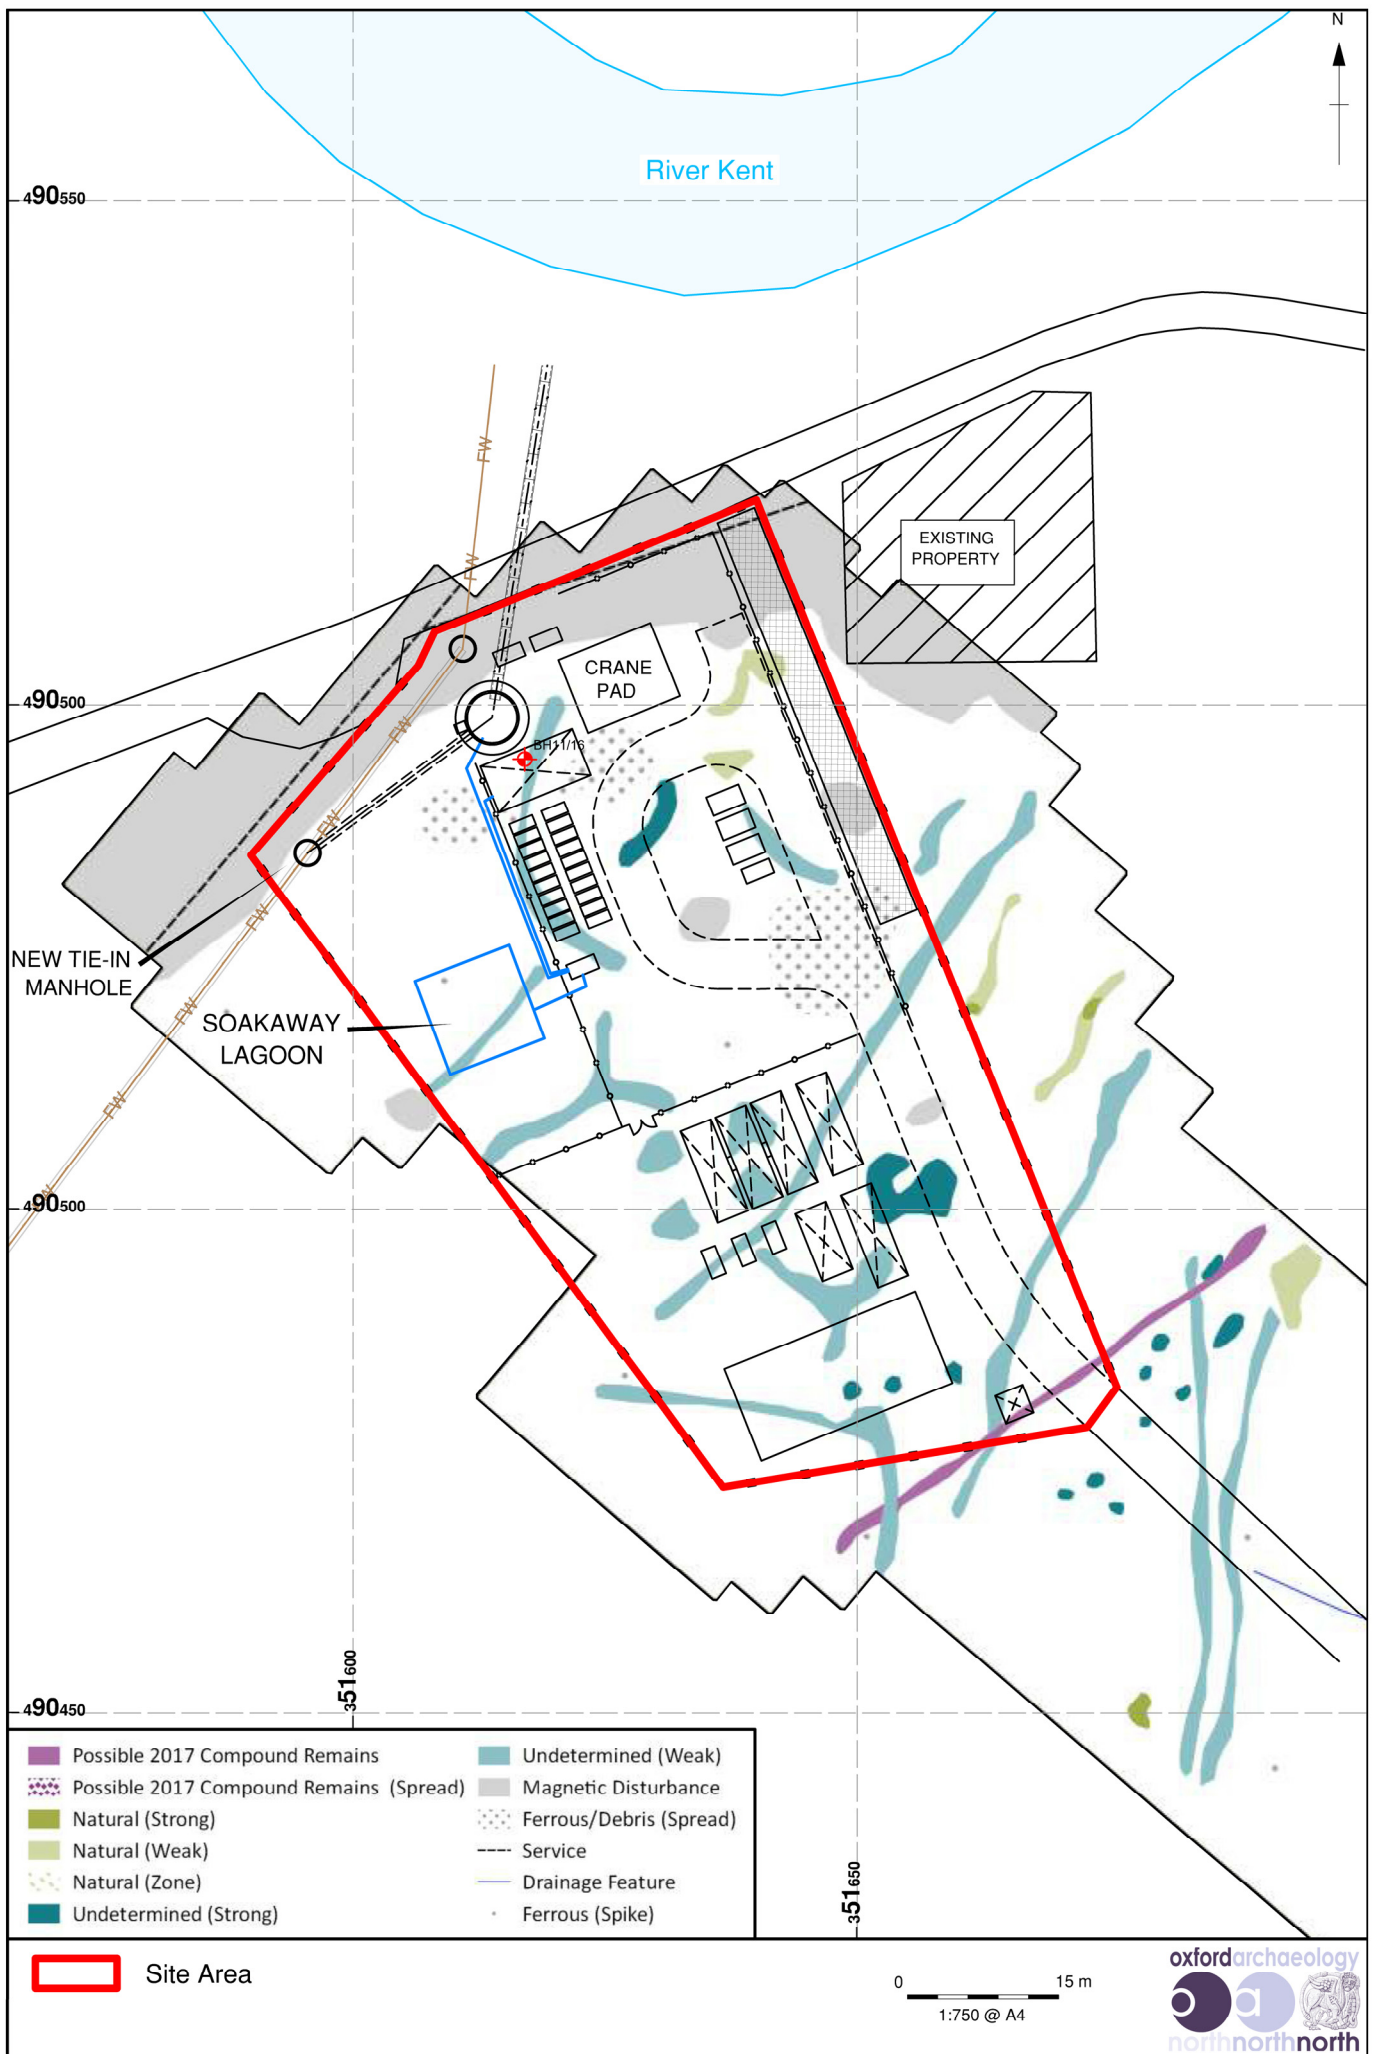 N
River Kent
490550
FW
FW
EXISTING
PROPERTY
CRANE
PAD
490500
FW
BH11/16
FW
FW
NEW TIE-IN
MANHOLE
FW
SOAKAWAY
LAGOON
FW
490500
351600
490450
351650
Possible 2017 Compound Remains
Possible 2017 Compound Remains (Spread)
Natural (Strong)
Natural (Weak)
Natural (Zone)
Undetermined (Strong)
Undetermined (Weak)
Magnetic Disturbance
Ferrous/Debris (Spread)
Service
Drainage Feature
Ferrous (Spike)
Site Area
0 15 m
1:750 @ A4
oxfordarchaeology
o a
northnorthnorth